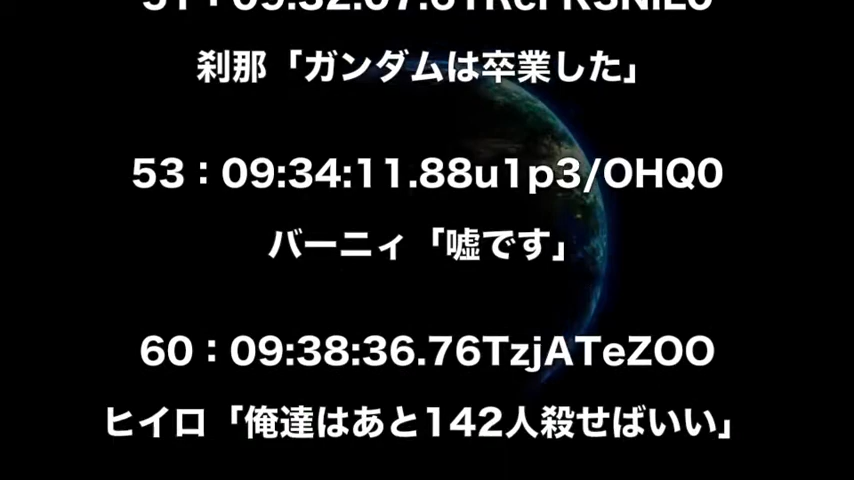 刹那「ガンダムは卒業した」
53：09:34:11.88u1p3/OHQ0
バーニィ「嘘です」
60：09:38:36.76TzjATeZOO
ヒイロ「俺達はあと142人殺せばいい」